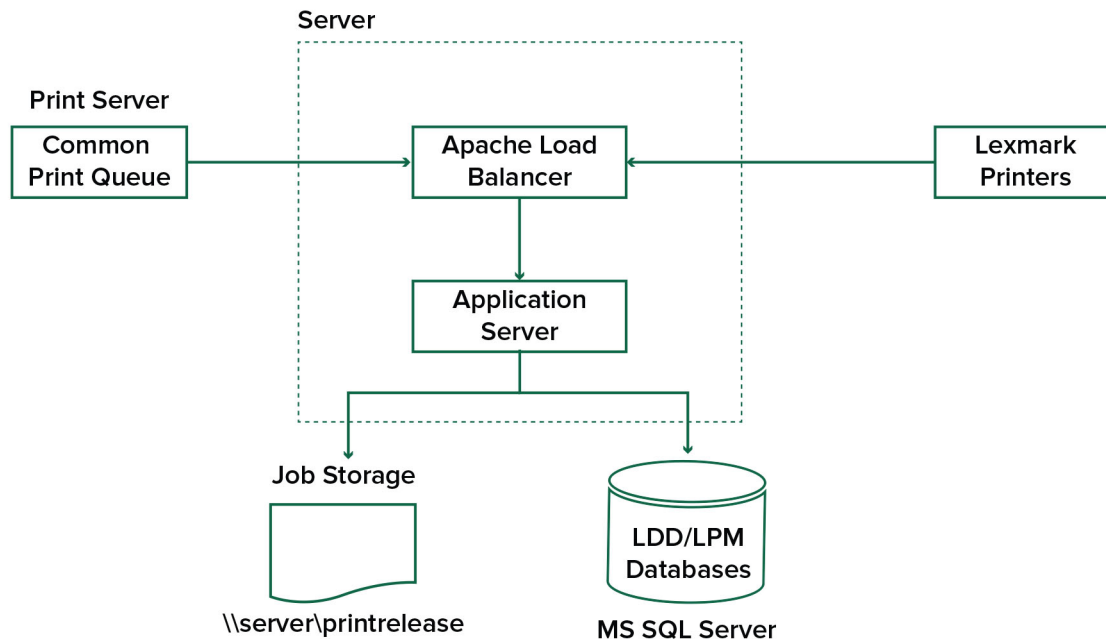 Server
Print Server
Common
Print Queue
Apache Load
Balancer
Lexmark
Printers
Application
Server
Job Storage
\\server\printrelease
LDD/LPM
Databases
MS SQL Server